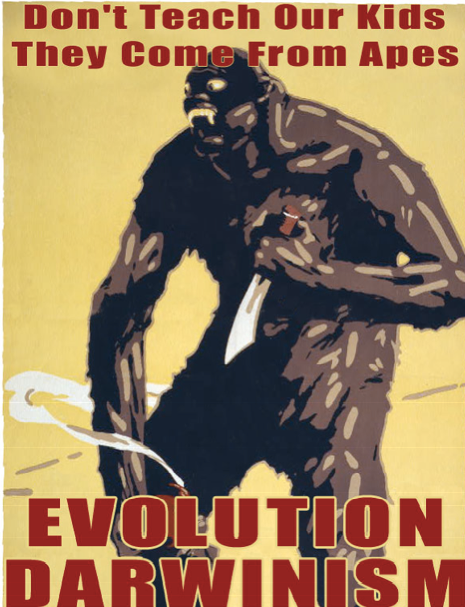 Don't Teach Our Kids
They Come From Apes
EVOLUTION
DARWINISM